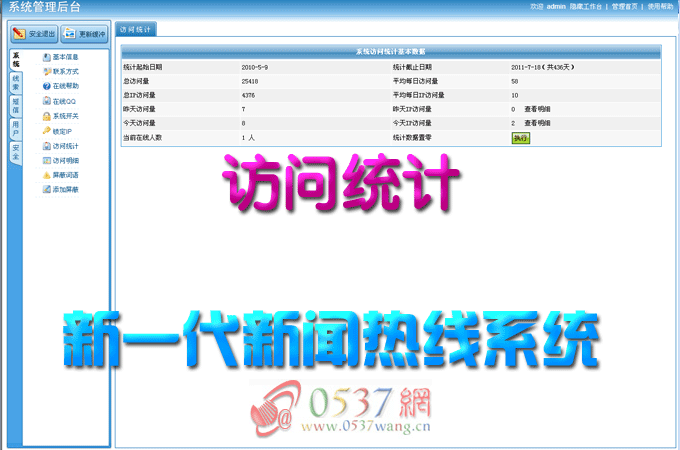 系统管理后台
欢迎 admin 隐藏工作台 | 管理首页 | 使用帮助
安全退出 更新缓冲
系统
线索
短信
用户
安全
基本信息
联系方式
在线帮助
在线QQ
系统开关
锁定IP
访问统计
访问明细
屏蔽词语
添加屏蔽
访问统计
系统访问统计基本数据
统计起始日期 2010-5-9 统计截止日期 2011-7-18(共436天)
总访问量 25418 平均每日访问量 58
总IP访问量 4376 平均每日IP访问量 10
昨天访问量 7 昨天IP访问量 0 查看明细
今天访问量 8 今天IP访问量 2 查看明细
当前在线人数 1 人 统计数据置零 执行
访问统计
新一代新闻热线系统
0537網
www.0537wang.cn